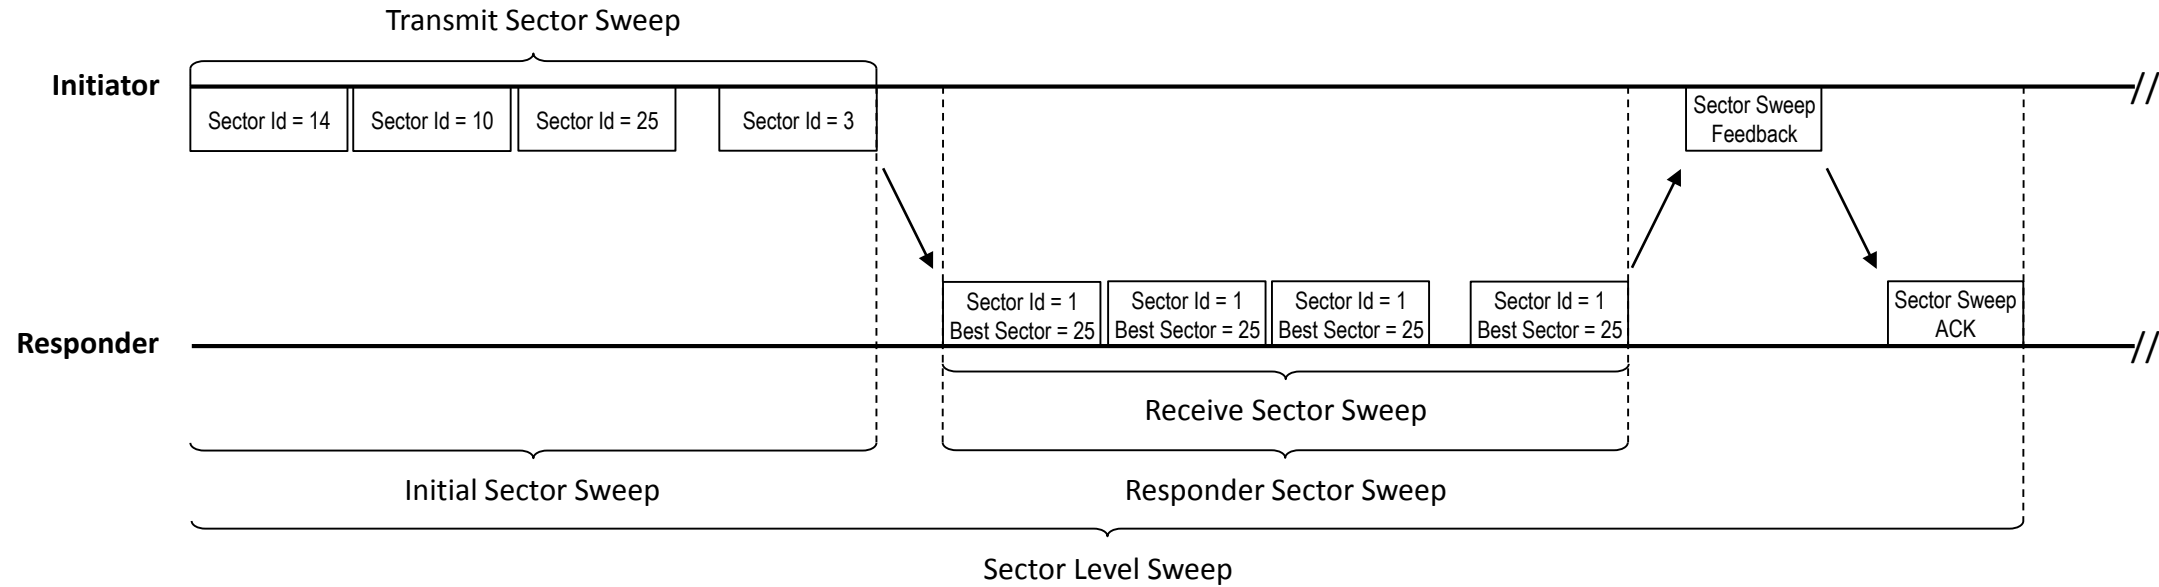 Transmit Sector Sweep
Initiator
Sector Id = 14
Sector Id = 10
Sector Id = 25
Sector Id = 3
Sector Sweep
Feedback
Responder
Sector Id = 1
Best Sector = 25
Sector Id = 1
Best Sector = 25
Sector Id = 1
Best Sector = 25
Sector Id = 1
Best Sector = 25
Sector Sweep
ACK
Receive Sector Sweep
Initial Sector Sweep
Responder Sector Sweep
Sector Level Sweep